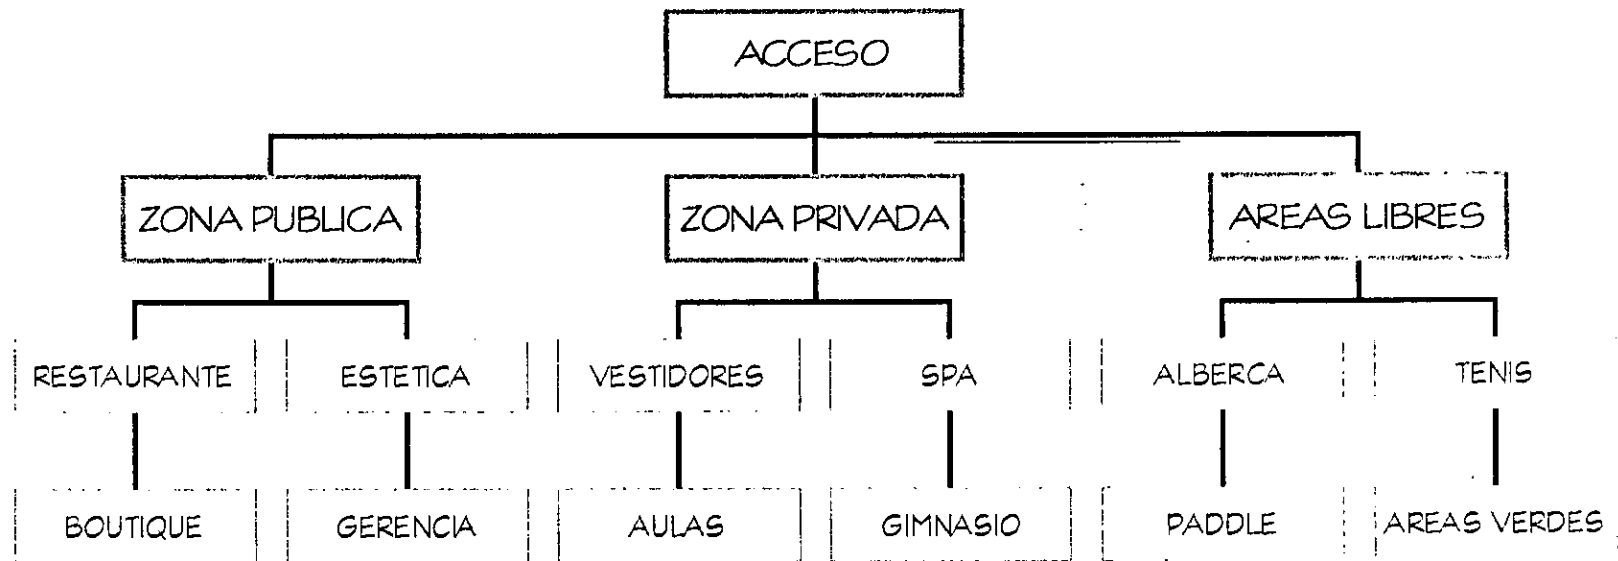 ACCESO
ZONA PUBLICA
ZONA PRIVADA
AREAS LIBRES
RESTAURANTE
ESTETICA
VESTIDORES
SPA
ALBERCA
TENIS
BOUTIQUE
GERENCIA
AULAS
GIMNASIO
PADDLE
AREAS VERDES